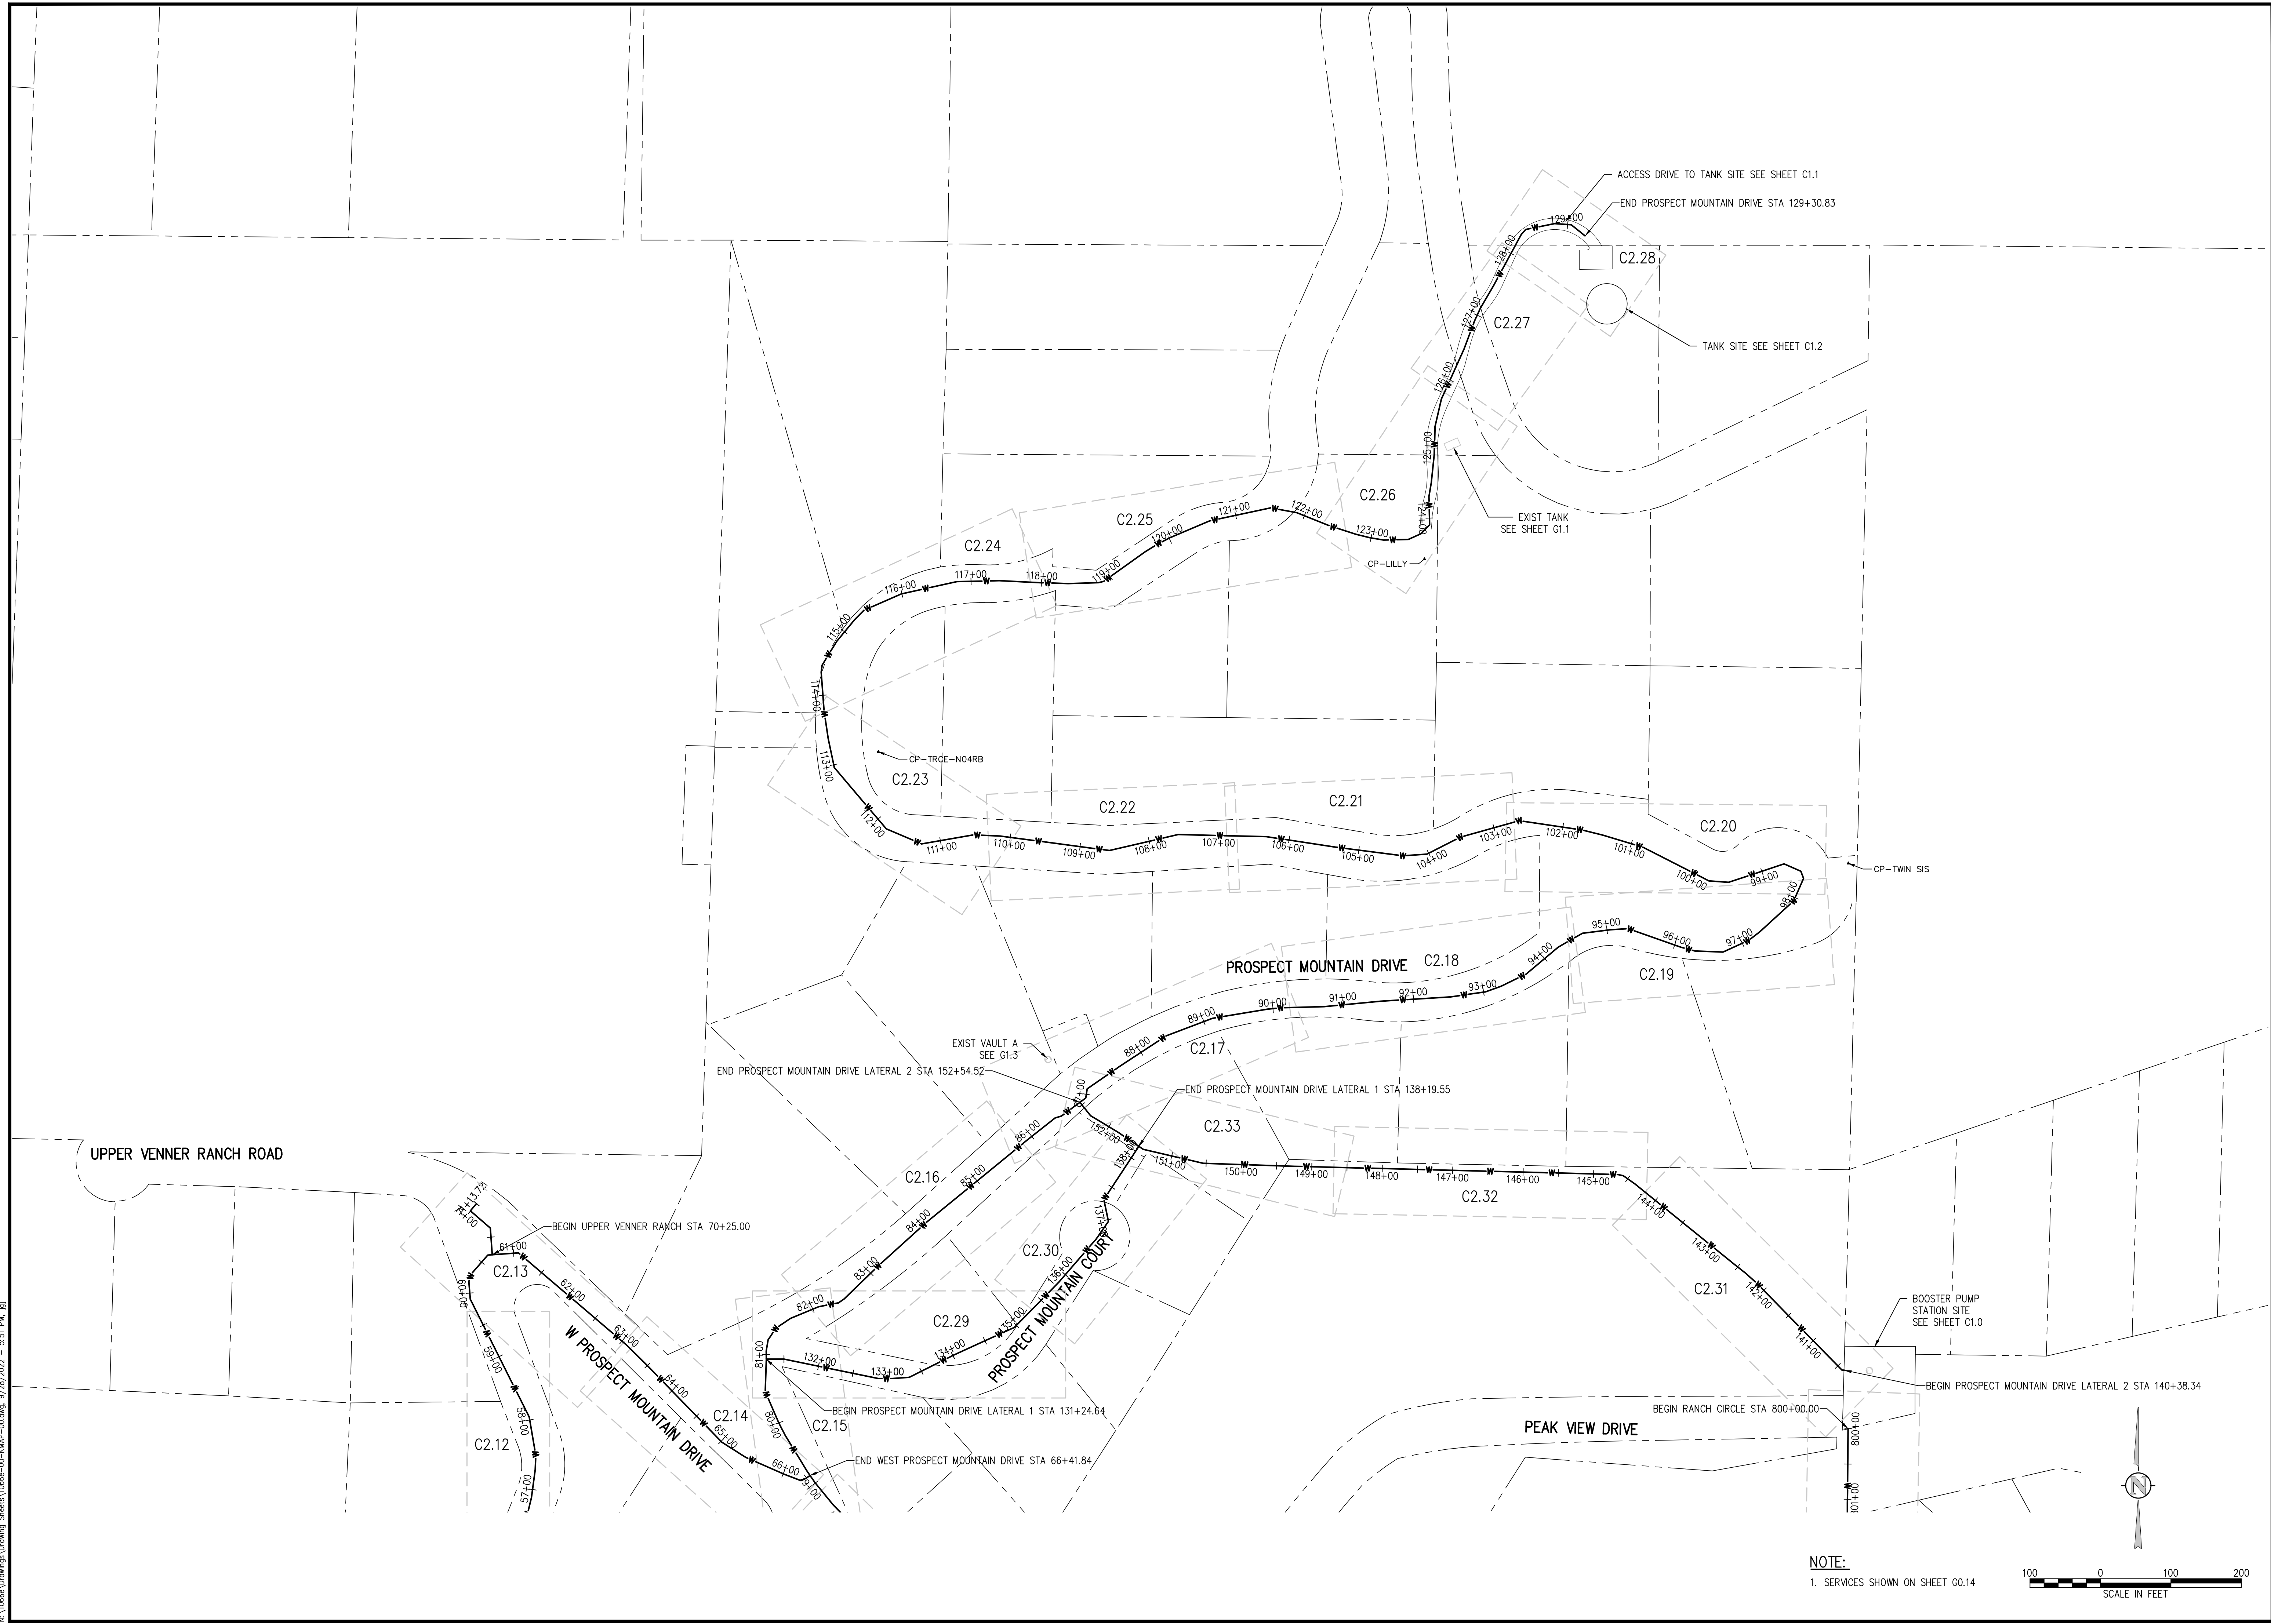 ACCESS DRIVE TO TANK SITE SEE SHEET C1.1
END PROSPECT MOUNTAIN DRIVE STA 129+30.83
129+00
128+00
C2.28
127+00
C2.27
TANK SITE SEE SHEET C1.2
126+00
125+00
C2.26
124+00
EXIST TANK
SEE SHEET G1.1
C2.25
121+00
122+00
123+00
120+00
C2.24
CP-LILLY
119+00
118+00
117+00
116+00
115+00
114+00
113+00
CP-TRCE-N04RB
C2.23
112+00
111+00
110+00
C2.22
109+00
108+00
107+00
C2.21
106+00
105+00
104+00
103+00
102+00
C2.20
101+00
100+00
99+00
98+00
CP-TWIN SIS
95+00
96+00
97+00
C2.19
PROSPECT MOUNTAIN DRIVE
C2.18
94+00
93+00
92+00
91+00
90+00
89+00
88+00
C2.17
EXIST VAULT A
SEE G1.3
END PROSPECT MOUNTAIN DRIVE LATERAL 2 STA 152+54.52
87+00
END PROSPECT MOUNTAIN DRIVE LATERAL 1 STA 138+19.55
86+00
152+00
C2.33
138+00
151+00
150+00
149+00
148+00
147+00
146+00
145+00
C2.32
144+00
UPPER VENNER RANCH ROAD
C2.16
85+00
84+00
137+00
71+13.72
71+00
BEGIN UPPER VENNER RANCH STA 70+25.00
61+00
C2.13
60+00
62+00
C2.30
136+00
PROSPECT MOUNTAIN COURT
143+00
C2.31
142+00
141+00
BOOSTER PUMP
STATION SITE
SEE SHEET C1.0
83+00
82+00
C2.29
135+00
134+00
133+00
132+00
81+00
63+00
59+00
W PROSPECT MOUNTAIN DRIVE
64+00
BEGIN PROSPECT MOUNTAIN DRIVE LATERAL 2 STA 140+38.34
BEGIN PROSPECT MOUNTAIN DRIVE LATERAL 1 STA 131+24.64
BEGIN RANCH CIRCLE STA 800+00.00
800+00
PEAK VIEW DRIVE
58+00
C2.12
C2.14
80+00
C2.15
65+00
66+00
END WEST PROSPECT MOUNTAIN DRIVE STA 66+41.84
57+00
N
NOTE:
1. SERVICES SHOWN ON SHEET G0.14
100 0 100 200
SCALE IN FEET